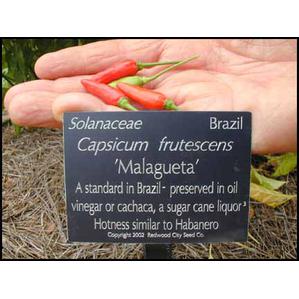 Solanaceae Brazil
Capsicum frutescens
'Malagueta'
A standard in Brazil- preserved in oil
vinegar or cachaca, a sugar cane liquor³
Hotness similar to Habanero
Copyright 2002 Redwood City Seed Co.